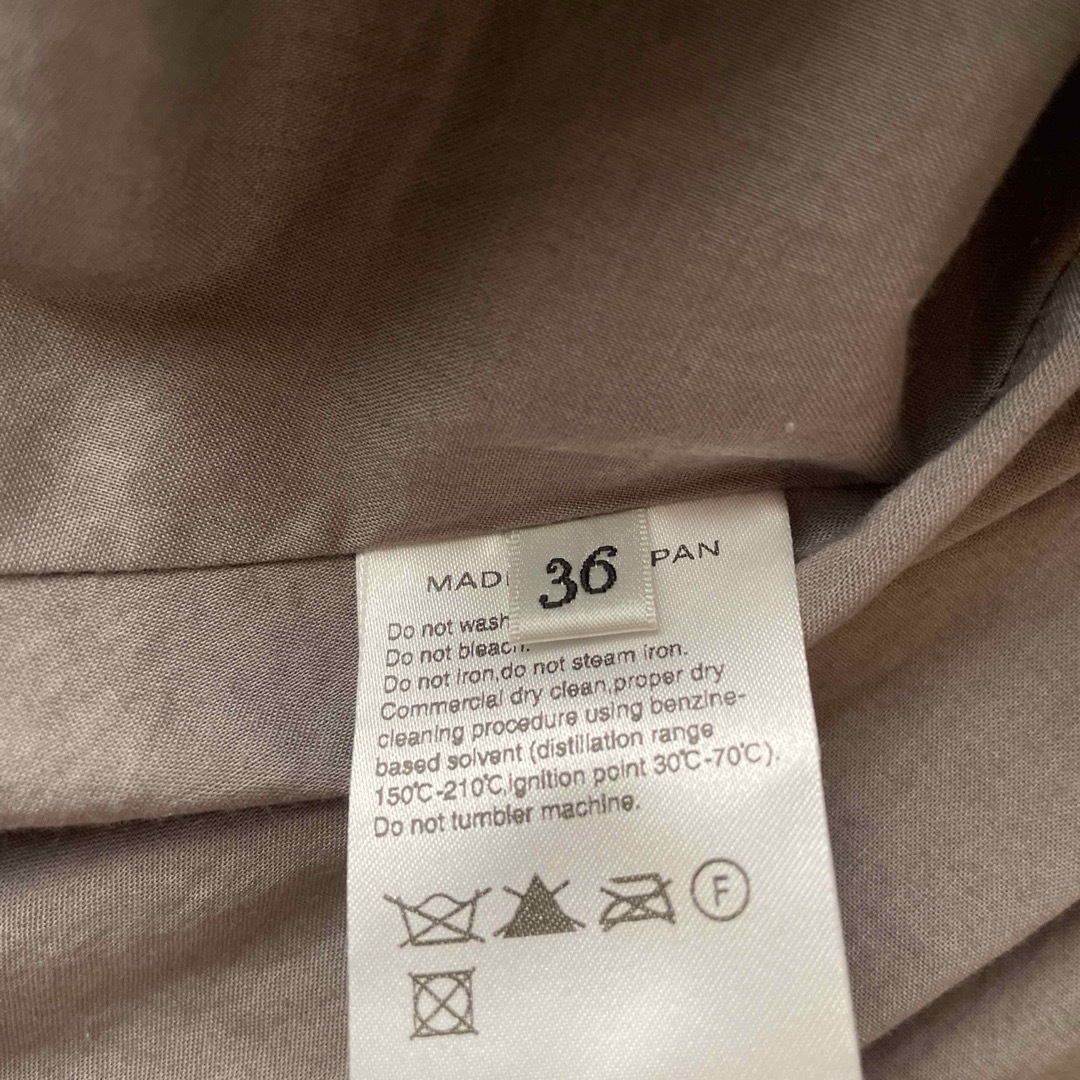 MAD PAN
36
Do not wash
Do not bleach.
Do not iron,do not steam iron.
Commercial dry clean,proper dry
cleaning procedure using benzine-
based solvent (distillation range
150℃-210℃,ignition point 30℃-70℃).
Do not tumbler machine.
F